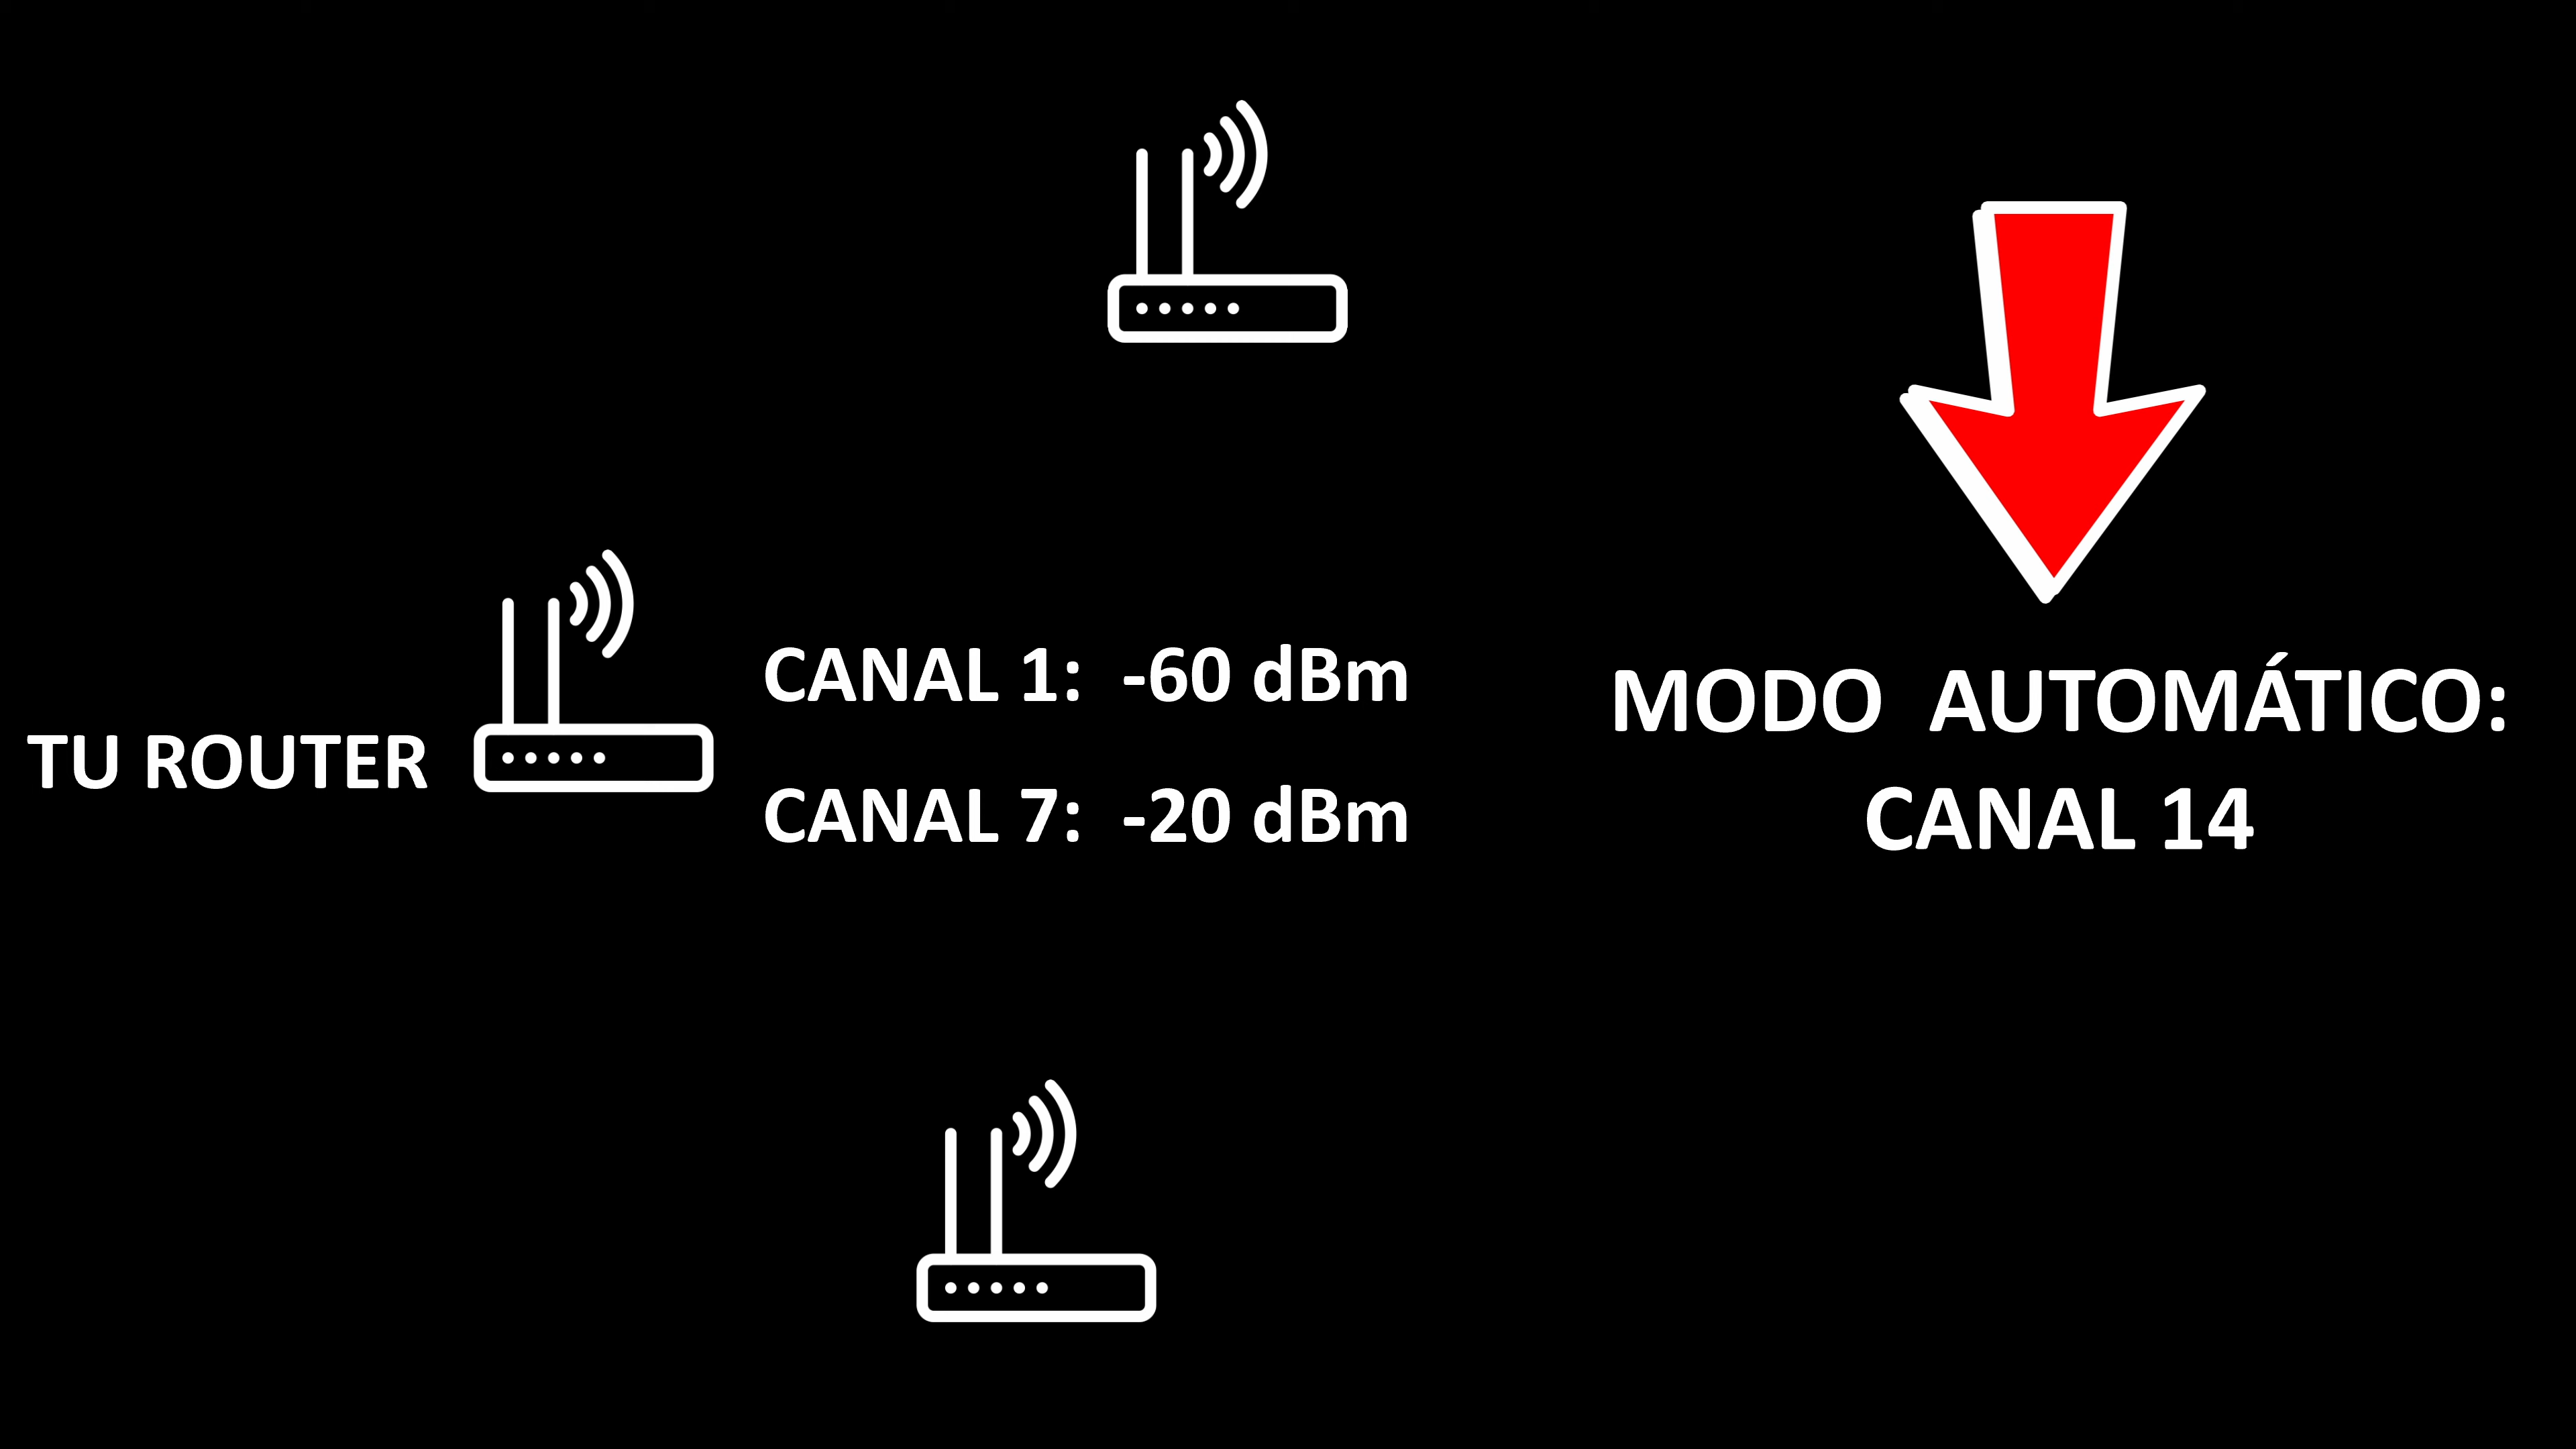 TU ROUTER
CANAL 1: -60 dBm
CANAL 7: -20 dBm
MODO AUTOMÁTICO:
CANAL 14